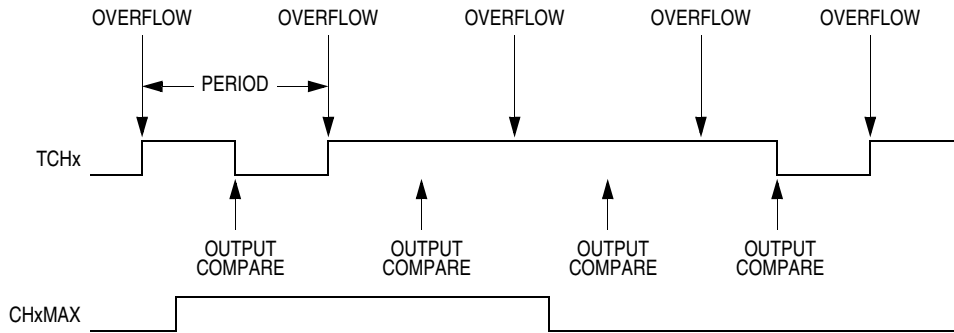 OVERFLOW OVERFLOW OVERFLOW OVERFLOW OVERFLOW
PERIOD
TCHx
OUTPUT COMPARE
OUTPUT COMPARE
OUTPUT COMPARE
OUTPUT COMPARE
CHxMAX